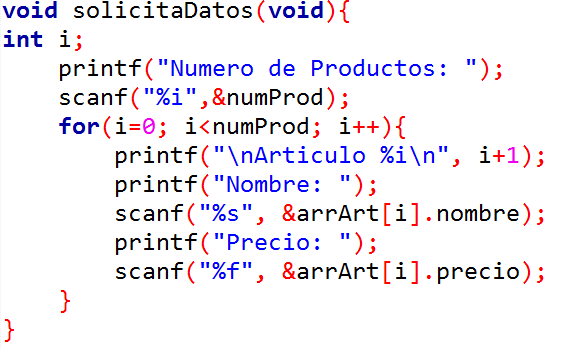 void solicitaDatos(void){
int i;
    printf("Numero de Productos: ");
    scanf("%i",&numProd);
    for(i=0; i<numProd; i++){
        printf("\nArticulo %i\n", i+1);
        printf("Nombre: ");
        scanf("%s", &arrArt[i].nombre);
        printf("Precio: ");
        scanf("%f", &arrArt[i].precio);
    }
}